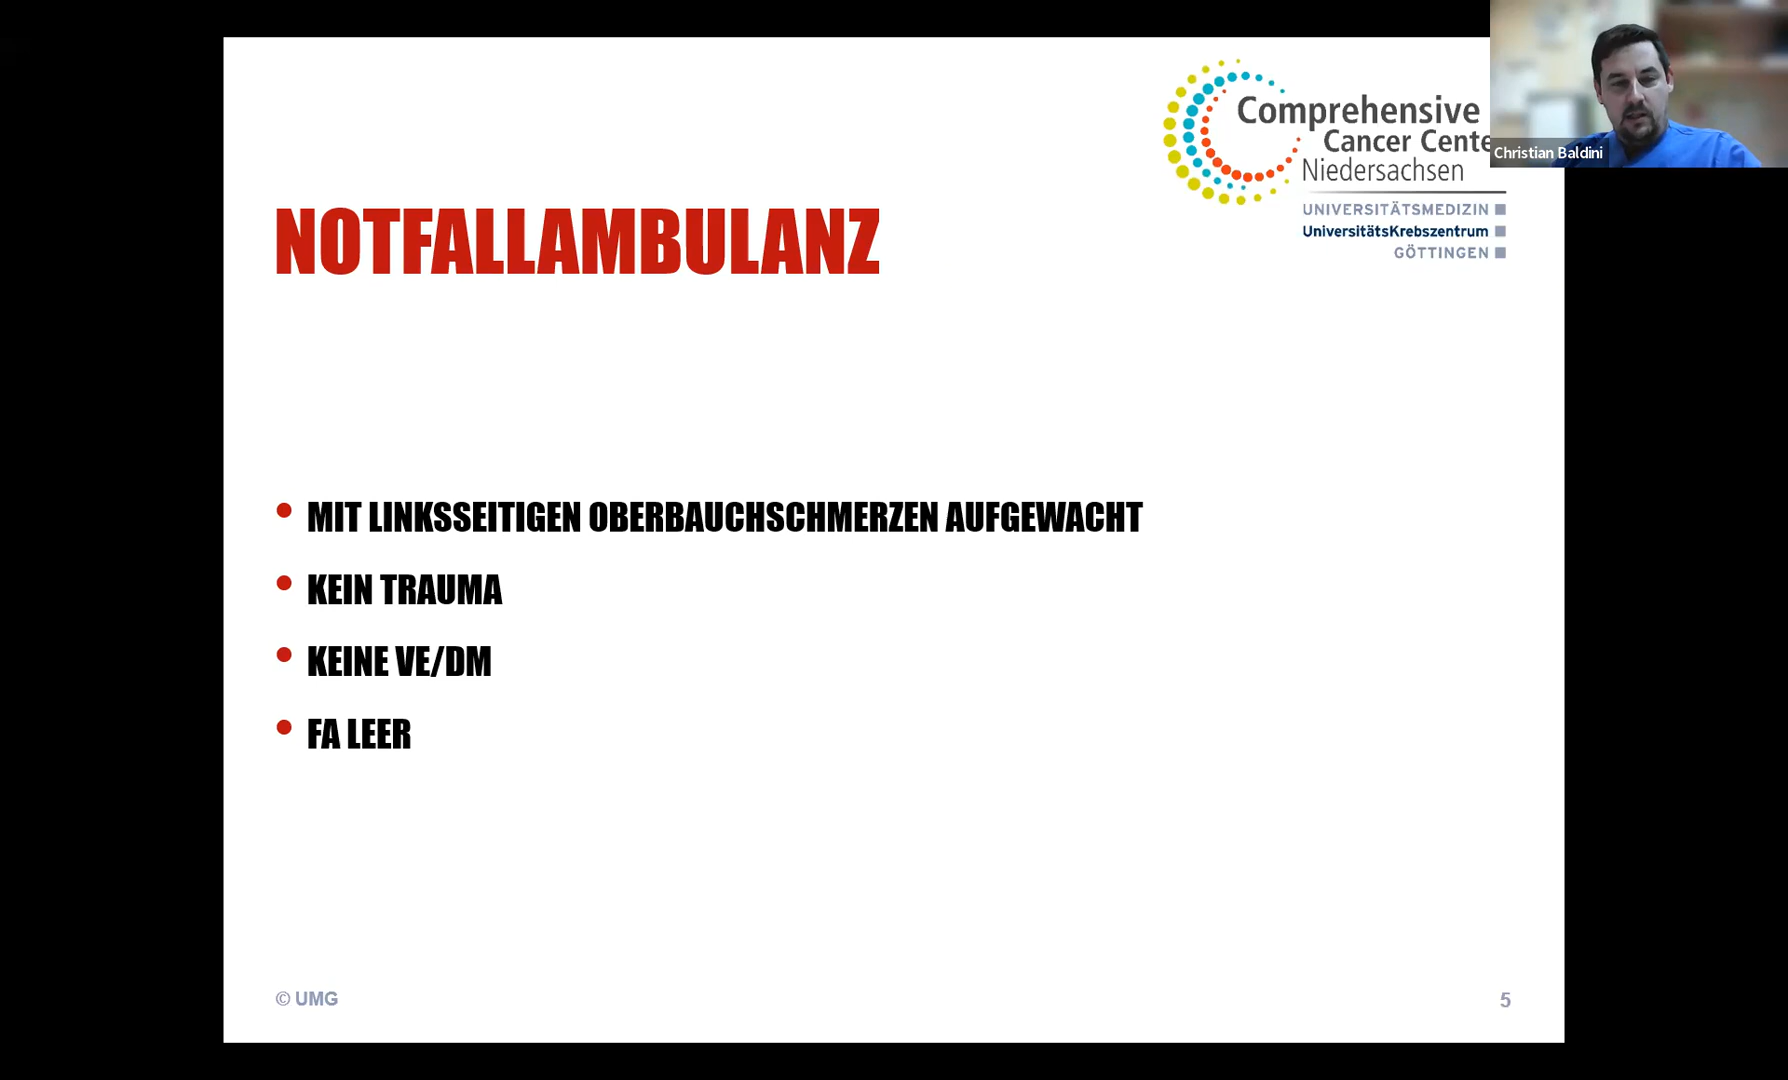 Comprehensive
Cancer Cente
Niedersachsen
Christian Baldini
UNIVERSITÄTSMEDIZIN
UniversitätsKrebszentrum
GÖTTINGEN
NOTFALLAMBULANZ
• MIT LINKSSEITIGEN OBERBAUCHSCHMERZEN AUFGEWACHT
• KEIN TRAUMA
• KEINE VE/DM
• FA LEER
© UMG
5